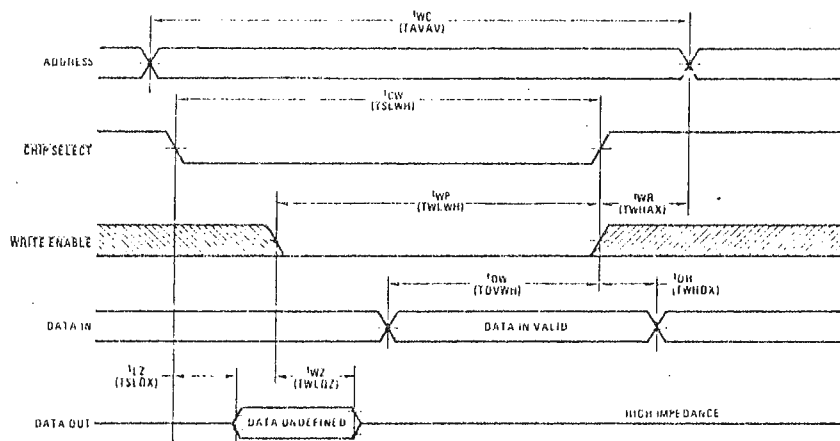 tWC
(TAVAV)
ADDRESS
tCW
(TSLWH)
CHIP SELECT
tWP
(TWLWH)
tWR
(TWHAX)
WRITE ENABLE
tDW
(TDVWH)
tDH
(TWHDX)
DATA IN
DATA IN VALID
tLZ
(TSLQX)
tWZ
(TWLQZ)
DATA OUT
DATA UNDEFINED
HIGH IMPEDANCE